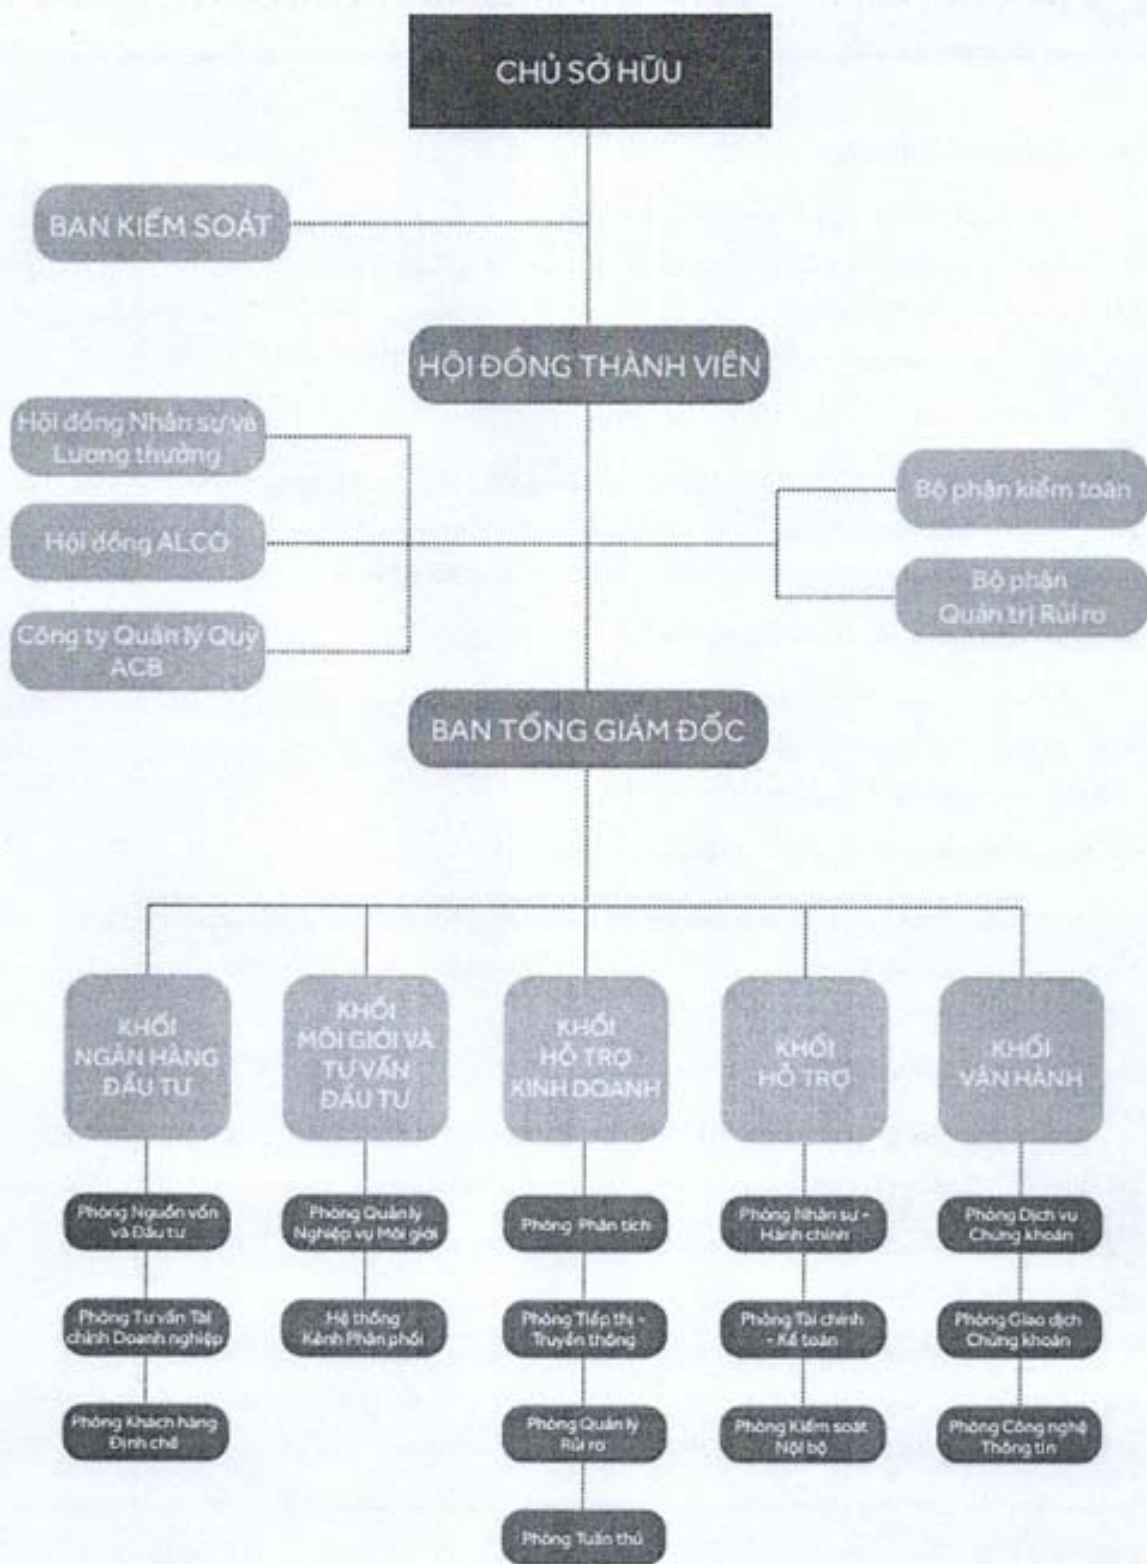 CHỦ SỞ HỮU
BAN KIỂM SOÁT
HỘI ĐỒNG THÀNH VIÊN
Hội đồng Nhân sự và
Lương thưởng
Hội đồng ALCO
Công ty Quản lý Quỹ
ACB
Bộ phận kiểm toán
Bộ phận
Quản trị Rủi ro
BAN TỔNG GIÁM ĐỐC
KHỐI
NGÂN HÀNG
ĐẦU TƯ
Phòng Nguồn vốn
và Đầu tư
Phòng Tư vấn Tài
chính Doanh nghiệp
Phòng Khách hàng
Định chế
KHỐI
MÔI GIỚI VÀ
TƯ VẤN
ĐẦU TƯ
Phòng Quản lý
Nghiệp vụ Môi giới
Hệ thống
Kênh Phân phối
KHỐI
HỖ TRỢ
KINH DOANH
Phòng Phân tích
Phòng Tiếp thị -
Truyền thông
Phòng Quản lý
Rủi ro
Phòng Tuân thủ
KHỐI
HỖ TRỢ
Phòng Nhân sự -
Hành chính
Phòng Tài chính
- Kế toán
Phòng Kiểm soát
Nội bộ
KHỐI
VẬN HÀNH
Phòng Dịch vụ
Chứng khoán
Phòng Giao dịch
Chứng khoán
Phòng Công nghệ
Thông tin